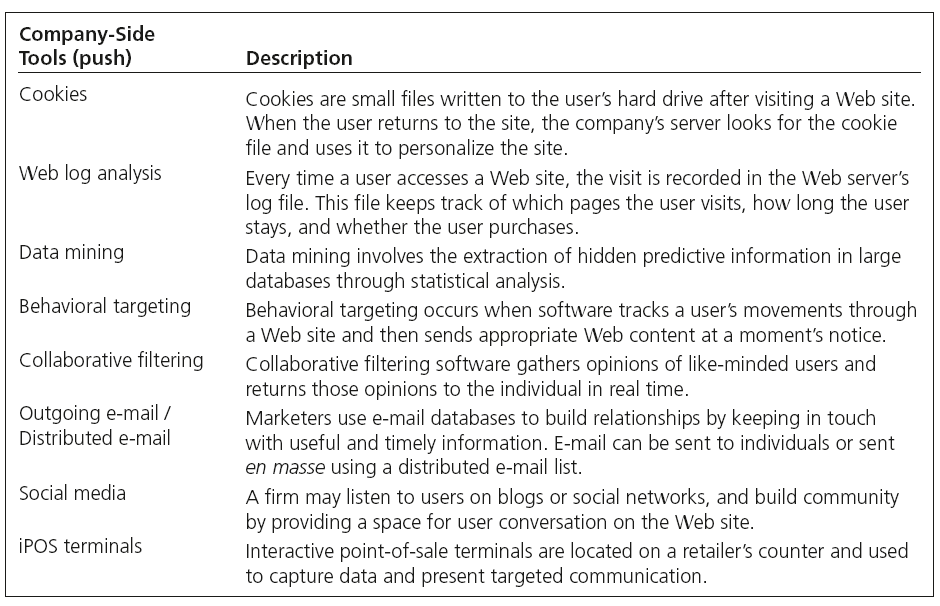 Company-Side
Tools (push) Description
Cookies Cookies are small files written to the user's hard drive after visiting a Web site.
When the user returns to the site, the company's server looks for the cookie
file and uses it to personalize the site.
Web log analysis Every time a user accesses a Web site, the visit is recorded in the Web server's
log file. This file keeps track of which pages the user visits, how long the user
stays, and whether the user purchases.
Data mining Data mining involves the extraction of hidden predictive information in large
databases through statistical analysis.
Behavioral targeting Behavioral targeting occurs when software tracks a user's movements through
a Web site and then sends appropriate Web content at a moment's notice.
Collaborative filtering Collaborative filtering software gathers opinions of like-minded users and
returns those opinions to the individual in real time.
Outgoing e-mail / Marketers use e-mail databases to build relationships by keeping in touch
Distributed e-mail with useful and timely information. E-mail can be sent to individuals or sent
en masse using a distributed e-mail list.
Social media A firm may listen to users on blogs or social networks, and build community
by providing a space for user conversation on the Web site.
iPOS terminals Interactive point-of-sale terminals are located on a retailer's counter and used
to capture data and present targeted communication.